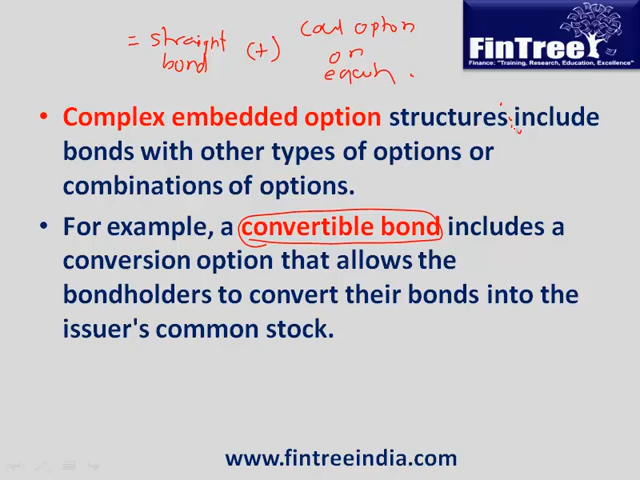 = straight bond (+) call option on equity.
FinTree
Finance: "Training, Research, Education, Excellence"
• Complex embedded option structures include
bonds with other types of options or
combinations of options.
• For example, a convertible bond includes a
conversion option that allows the
bondholders to convert their bonds into the
issuer's common stock.
www.fintreeindia.com